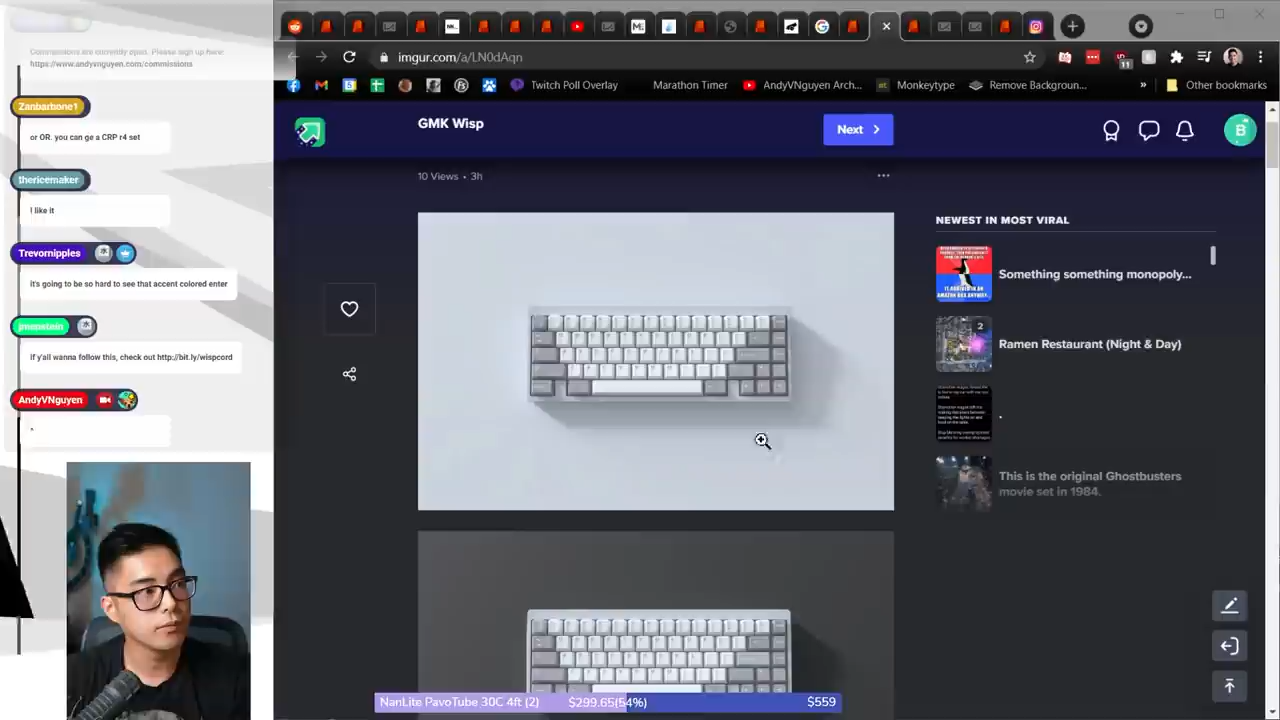 Commissions are currently open. Please sign up here:
https://www.andyvnguyen.com/commissions
Zanbarbone1
or OR. you can ge a CRP r4 set
thericemaker
I like it
Trevornipples
it's going to be so hard to see that accent colored enter
jmepstein
if y'all wanna follow this, check out http://bit.ly/wispcord
AndyVNguyen
imgur.com/a/LN0dAqn
11
Twitch Poll Overlay
Marathon Timer
AndyVNguyen Arch...
Monkeytype
Remove Backgroun...
»
Other bookmarks
GMK Wisp
Next
10 Views • 3h
NEWEST IN MOST VIRAL
Something something monopoly...
2
Ramen Restaurant (Night & Day)
.
This is the original Ghostbusters
movie set in 1984.
NanLite PavoTube 30C 4ft (2)
$299.65(54%)
$559